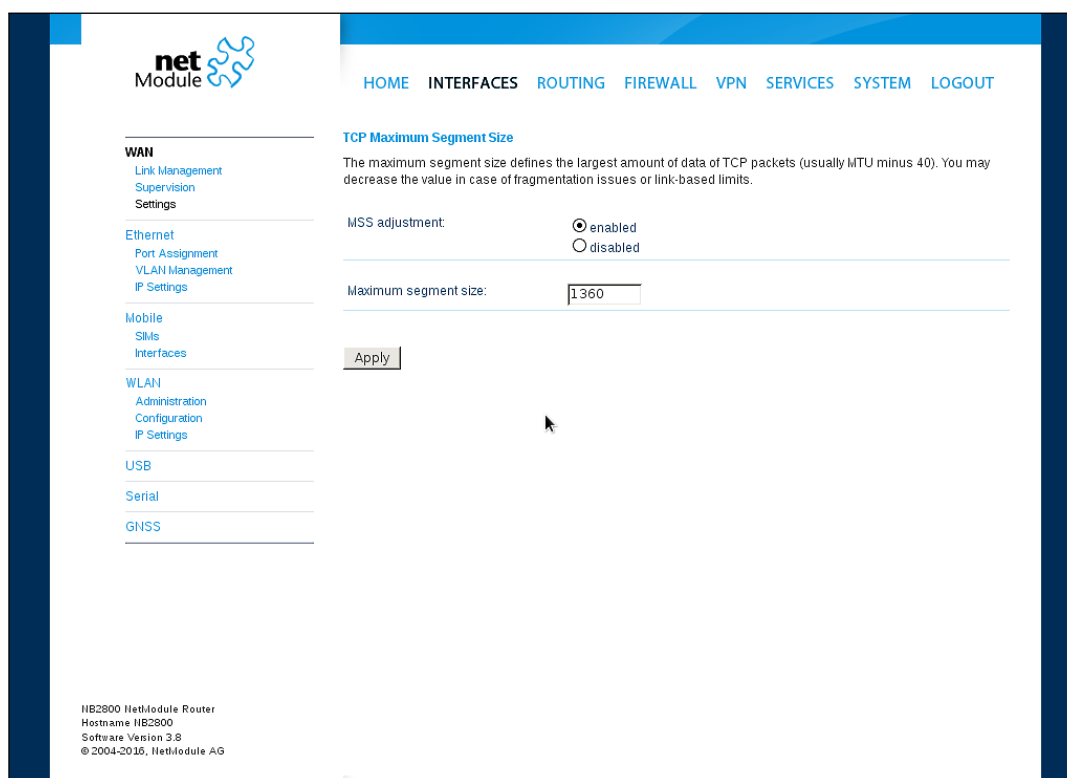 net
Module
HOME INTERFACES ROUTING FIREWALL VPN SERVICES SYSTEM LOGOUT
WAN
Link Management
Supervision
Settings
Ethernet
Port Assignment
VLAN Management
IP Settings
Mobile
SIMs
Interfaces
WLAN
Administration
Configuration
IP Settings
USB
Serial
GNSS
TCP Maximum Segment Size
The maximum segment size defines the largest amount of data of TCP packets (usually MTU minus 40). You may
decrease the value in case of fragmentation issues or link-based limits.
MSS adjustment:
enabled
disabled
Maximum segment size:
1360
Apply
NB2800 NetModule Router
Hostname NB2800
Software Version 3.8
© 2004-2016, NetModule AG